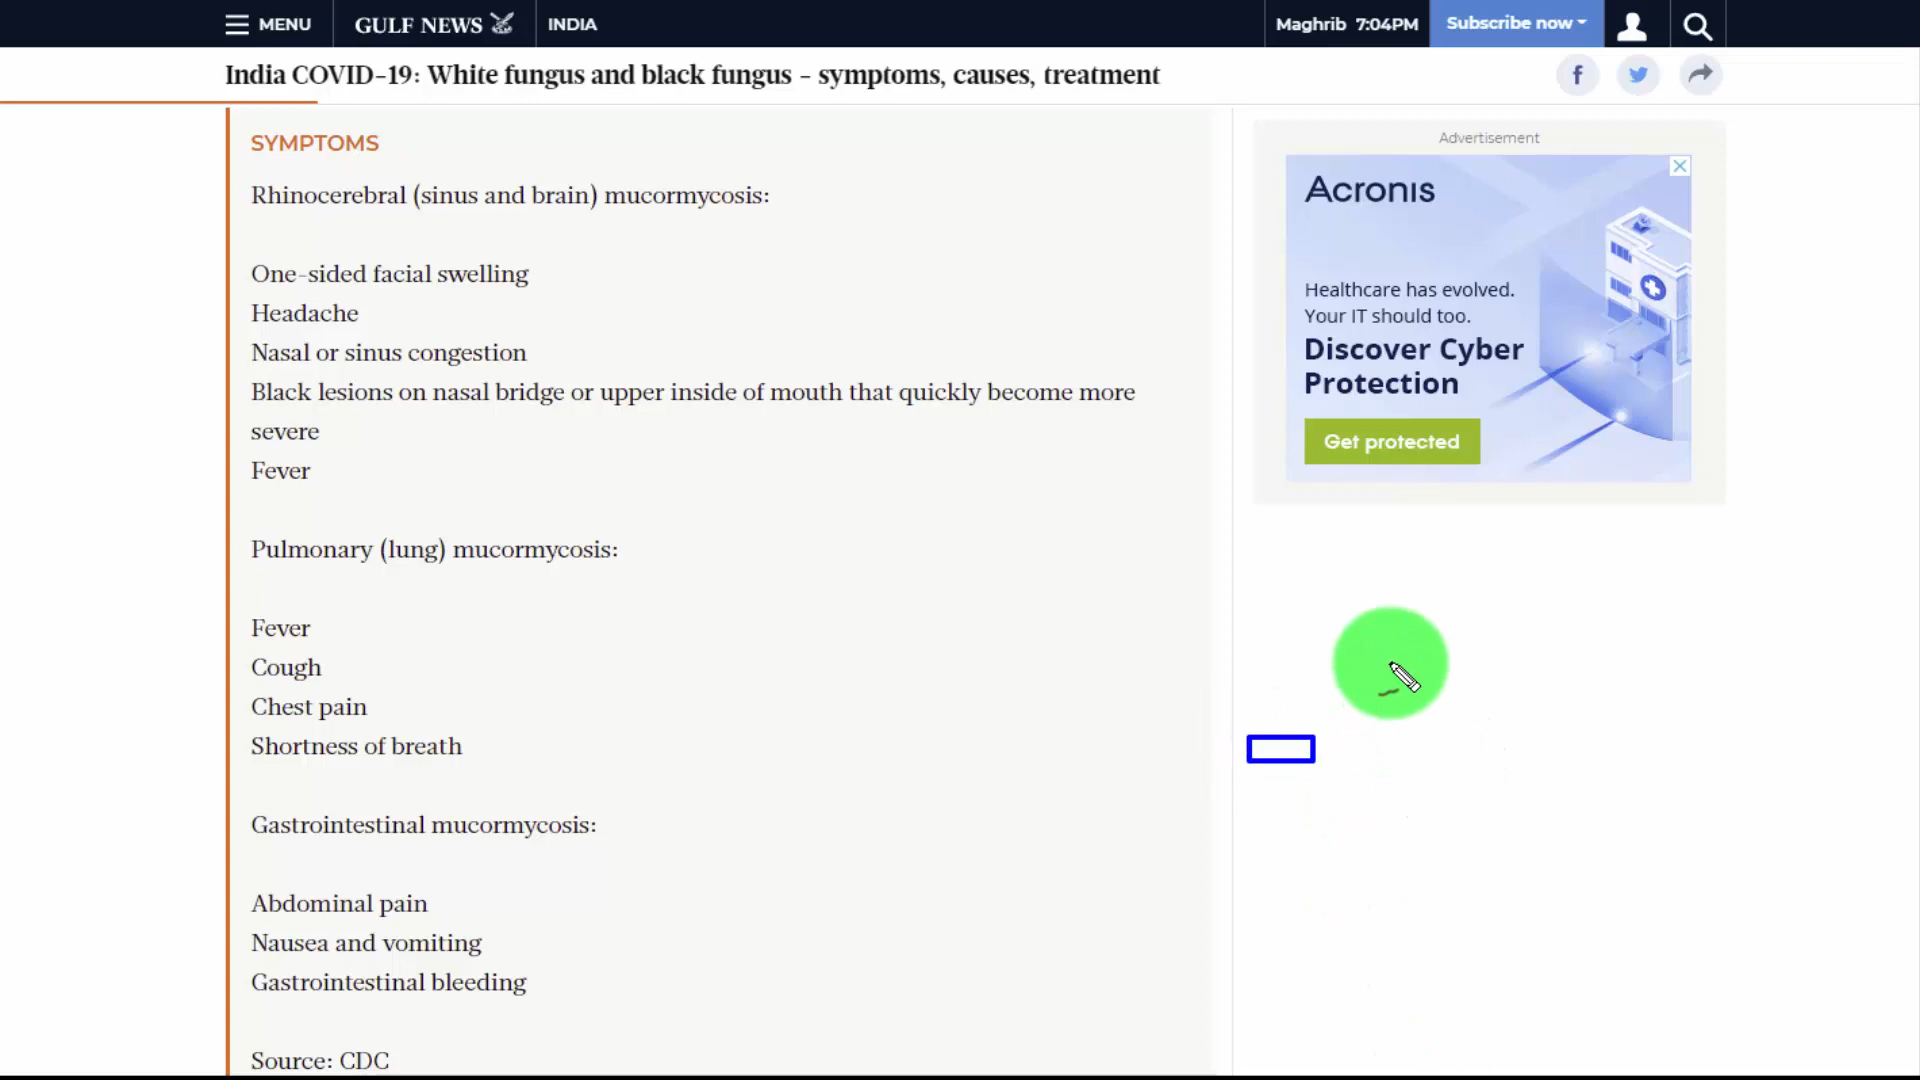 MENU
GULF NEWS
INDIA
Maghrib 7:04PM
Subscribe now
India COVID-19: White fungus and black fungus – symptoms, causes, treatment
SYMPTOMS
Rhinocerebral (sinus and brain) mucormycosis:
One-sided facial swelling
Headache
Nasal or sinus congestion
Black lesions on nasal bridge or upper inside of mouth that quickly become more
severe
Fever
Pulmonary (lung) mucormycosis:
Fever
Cough
Chest pain
Shortness of breath
Gastrointestinal mucormycosis:
Abdominal pain
Nausea and vomiting
Gastrointestinal bleeding
Source: CDC
Advertisement
Acronis
Healthcare has evolved.
Your IT should too.
Discover Cyber
Protection
Get protected